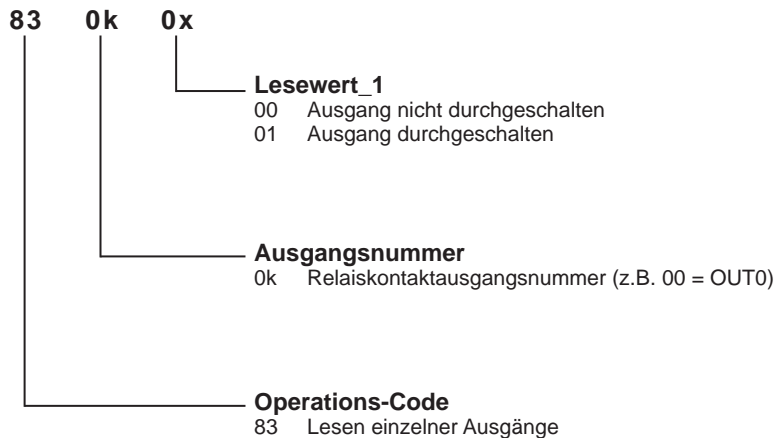 83 0k 0x
Lesewert_1
00 Ausgang nicht durchgeschalten
01 Ausgang durchgeschalten
Ausgangsnummer
0k Relaiskontaktausgangsnummer (z.B. 00 = OUT0)
Operations-Code
83 Lesen einzelner Ausgänge